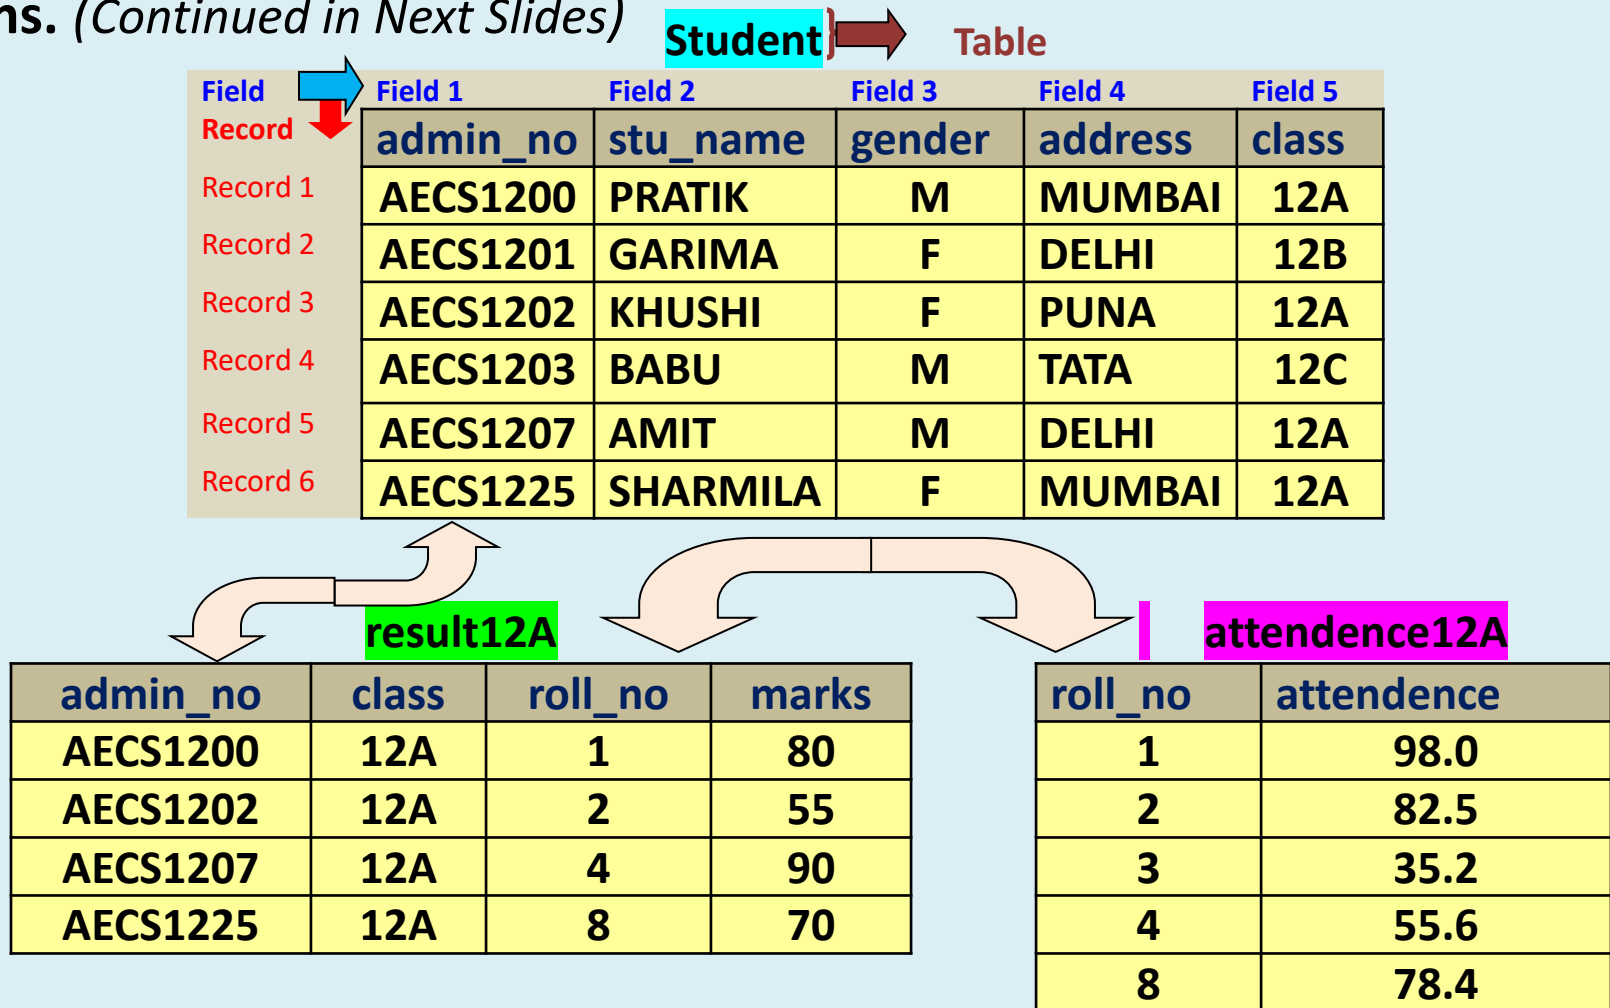 ns. (Continued in Next Slides)
Student Table
Field Field 1 Field 2 Field 3 Field 4 Field 5
Record admin_no stu_name gender address class
Record 1 AECS1200 PRATIK M MUMBAI 12A
Record 2 AECS1201 GARIMA F DELHI 12B
Record 3 AECS1202 KHUSHI F PUNA 12A
Record 4 AECS1203 BABU M TATA 12C
Record 5 AECS1207 AMIT M DELHI 12A
Record 6 AECS1225 SHARMILA F MUMBAI 12A
result12A
admin_no class roll_no marks
AECS1200 12A 1 80
AECS1202 12A 2 55
AECS1207 12A 4 90
AECS1225 12A 8 70
attendence12A
roll_no attendence
1 98.0
2 82.5
3 35.2
4 55.6
8 78.4